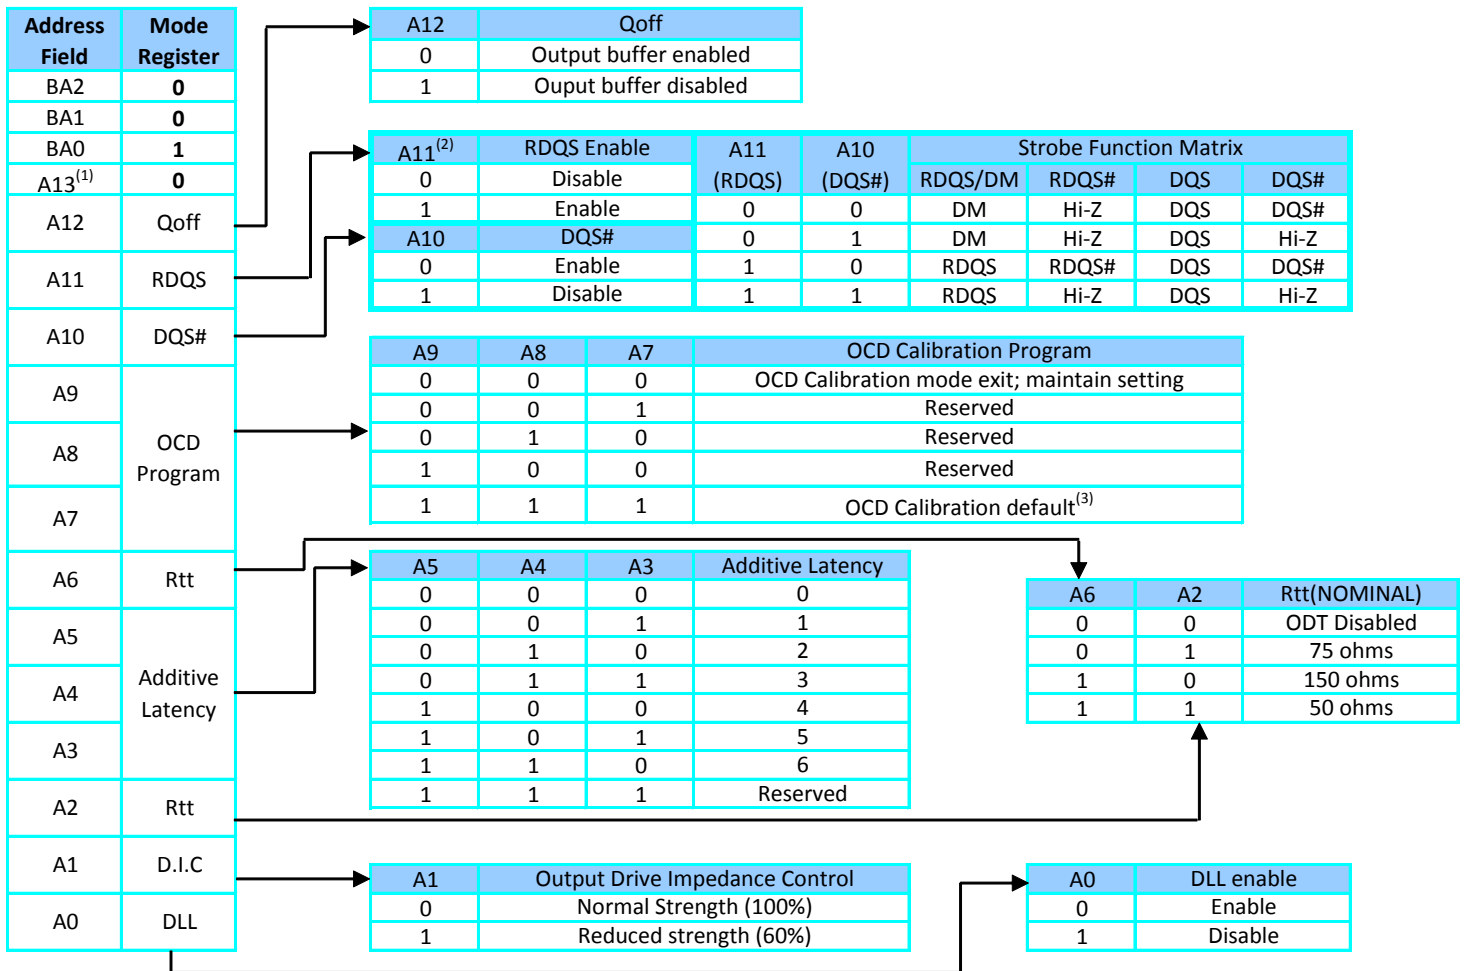 Address Field Mode Register
BA2 0
BA1 0
BA0 1
A13(1) 0
A12 Qoff
A11 RDQS
A10 DQS#
A9
A8 OCD Program
A7
A6 Rtt
A5
A4 Additive Latency
A3
A2 Rtt
A1 D.I.C
A0 DLL
A12 Qoff
0 Output buffer enabled
1 Ouput buffer disabled
A11(2) RDQS Enable
0 Disable
1 Enable
A10 DQS#
0 Enable
1 Disable
A11 (RDQS) A10 (DQS#) Strobe Function Matrix
RDQS/DM RDQS# DQS DQS#
0 0 DM Hi-Z DQS DQS#
0 1 DM Hi-Z DQS Hi-Z
1 0 RDQS RDQS# DQS DQS#
1 1 RDQS Hi-Z DQS Hi-Z
A9 A8 A7 OCD Calibration Program
0 0 0 OCD Calibration mode exit; maintain setting
0 0 1 Reserved
0 1 0 Reserved
1 0 0 Reserved
1 1 1 OCD Calibration default(3)
A5 A4 A3 Additive Latency
0 0 0 0
0 0 1 1
0 1 0 2
0 1 1 3
1 0 0 4
1 0 1 5
1 1 0 6
1 1 1 Reserved
A6 A2 Rtt(NOMINAL)
0 0 ODT Disabled
0 1 75 ohms
1 0 150 ohms
1 1 50 ohms
A1 Output Drive Impedance Control
0 Normal Strength (100%)
1 Reduced strength (60%)
A0 DLL enable
0 Enable
1 Disable